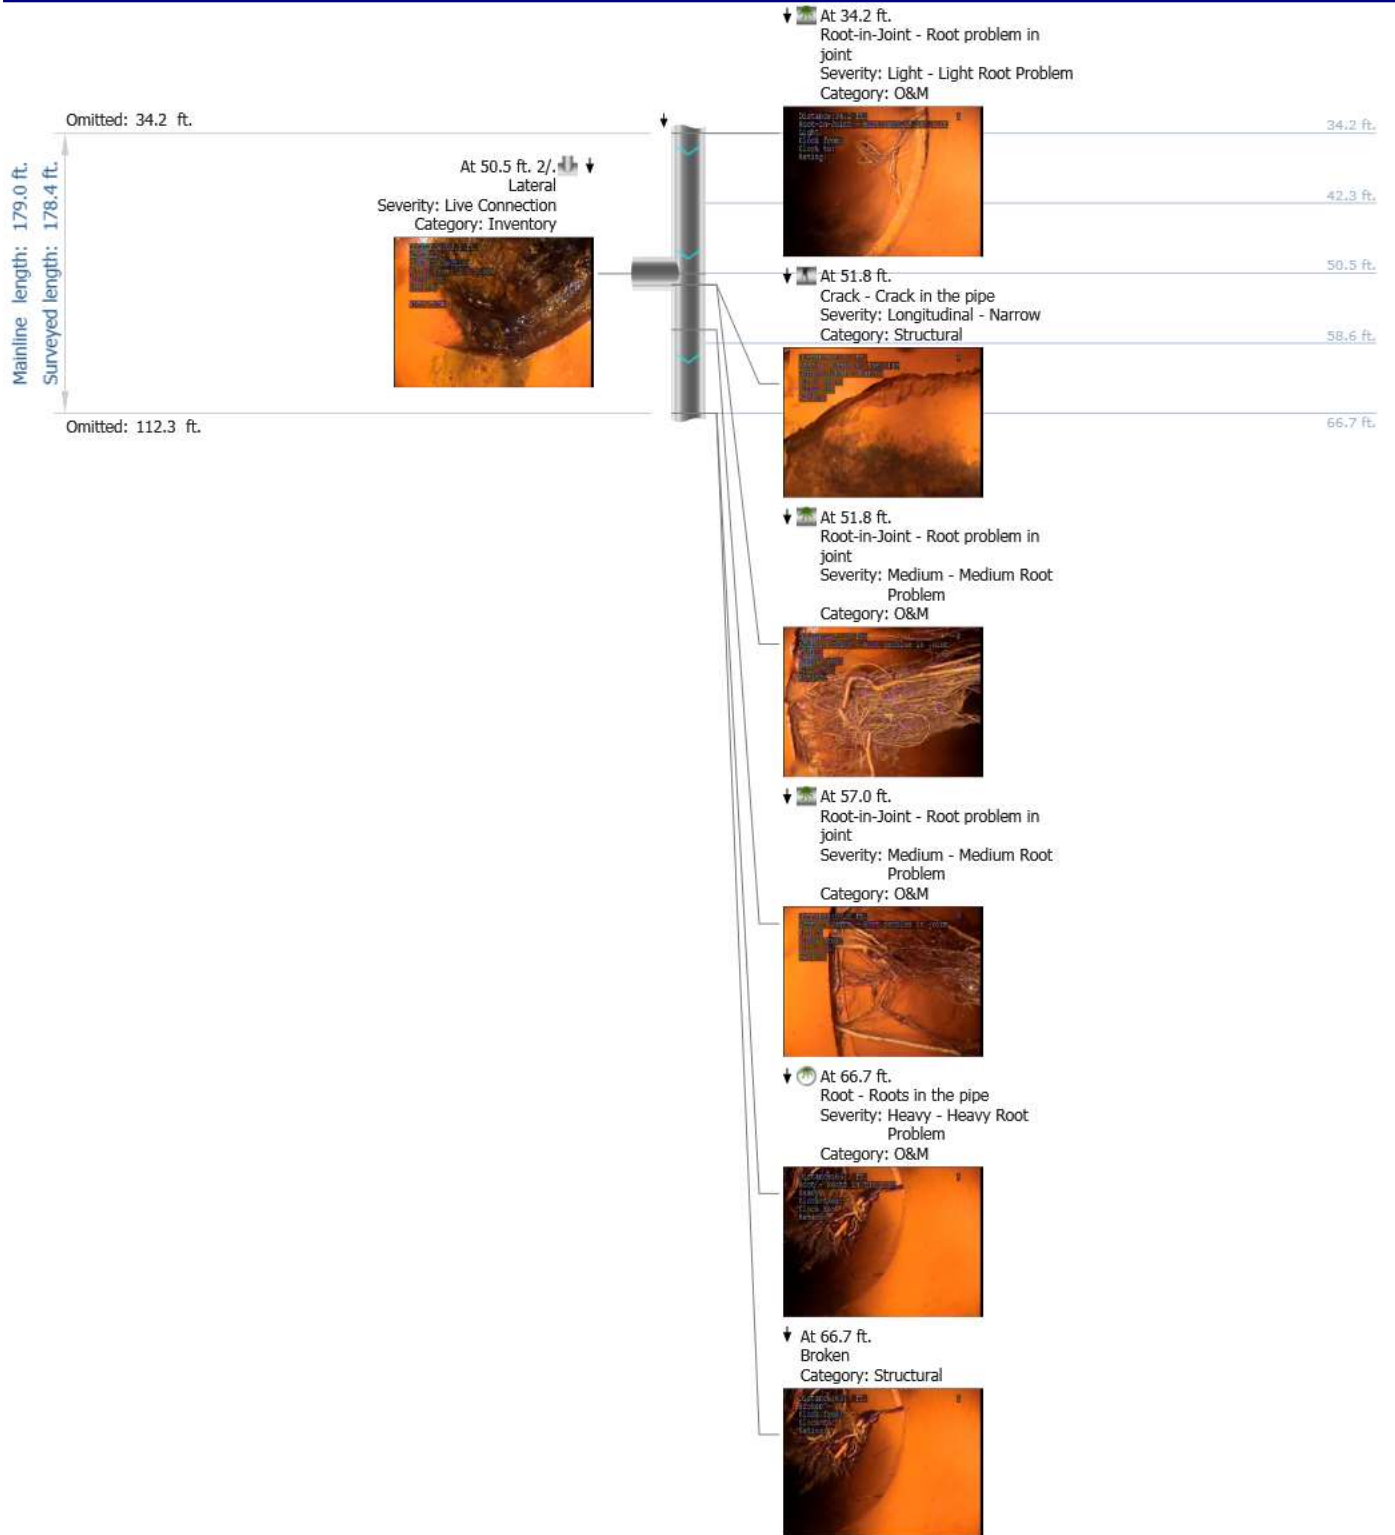 At 34.2 ft.
Root-in-Joint - Root problem in
joint
Severity: Light - Light Root Problem
Category: O&M
Omitted: 34.2 ft.
34.2 ft.
Mainline length: 179.0 ft.
Surveyed length: 178.4 ft.
At 50.5 ft. 2/.
Lateral
Severity: Live Connection
Category: Inventory
42.3 ft.
50.5 ft.
At 51.8 ft.
Crack - Crack in the pipe
Severity: Longitudinal - Narrow
Category: Structural
58.6 ft.
66.7 ft.
Omitted: 112.3 ft.
At 51.8 ft.
Root-in-Joint - Root problem in
joint
Severity: Medium - Medium Root
Problem
Category: O&M
At 57.0 ft.
Root-in-Joint - Root problem in
joint
Severity: Medium - Medium Root
Problem
Category: O&M
At 66.7 ft.
Root - Roots in the pipe
Severity: Heavy - Heavy Root
Problem
Category: O&M
At 66.7 ft.
Broken
Category: Structural